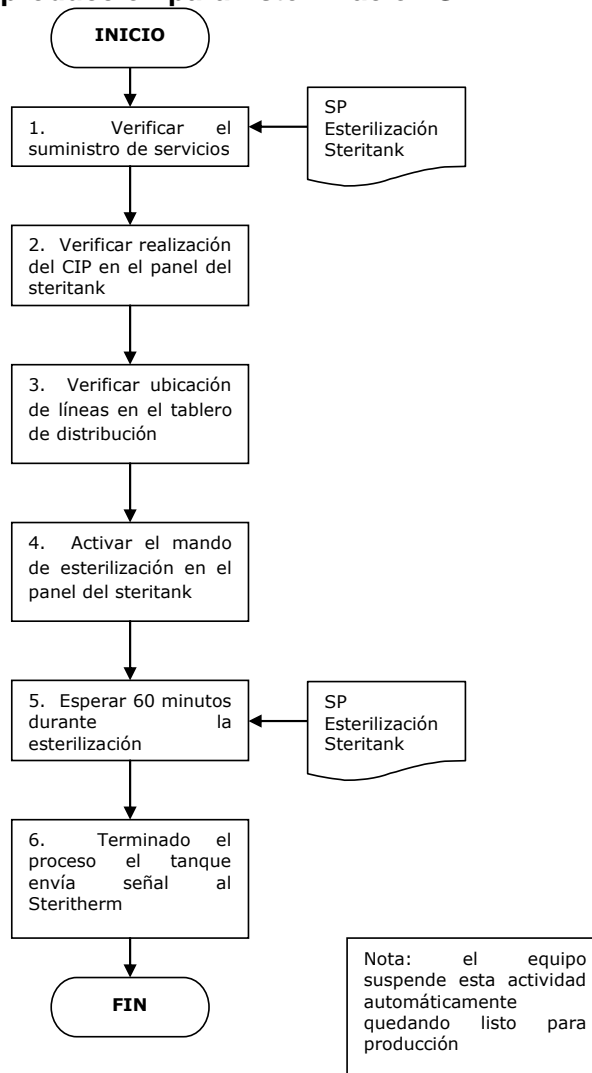 INICIO
1. Verificar el
suministro de servicios
SP
Esterilización
Steritank
2. Verificar realización
del CIP en el panel del
steritank
3. Verificar ubicación
de líneas en el tablero
de distribución
4. Activar el mando
de esterilización en el
panel del steritank
5. Esperar 60 minutos
durante la
esterilización
SP
Esterilización
Steritank
6. Terminado el
proceso el tanque
envía señal al
Steritherm
FIN
Nota: el equipo
suspende esta actividad
automáticamente
quedando listo para
producción